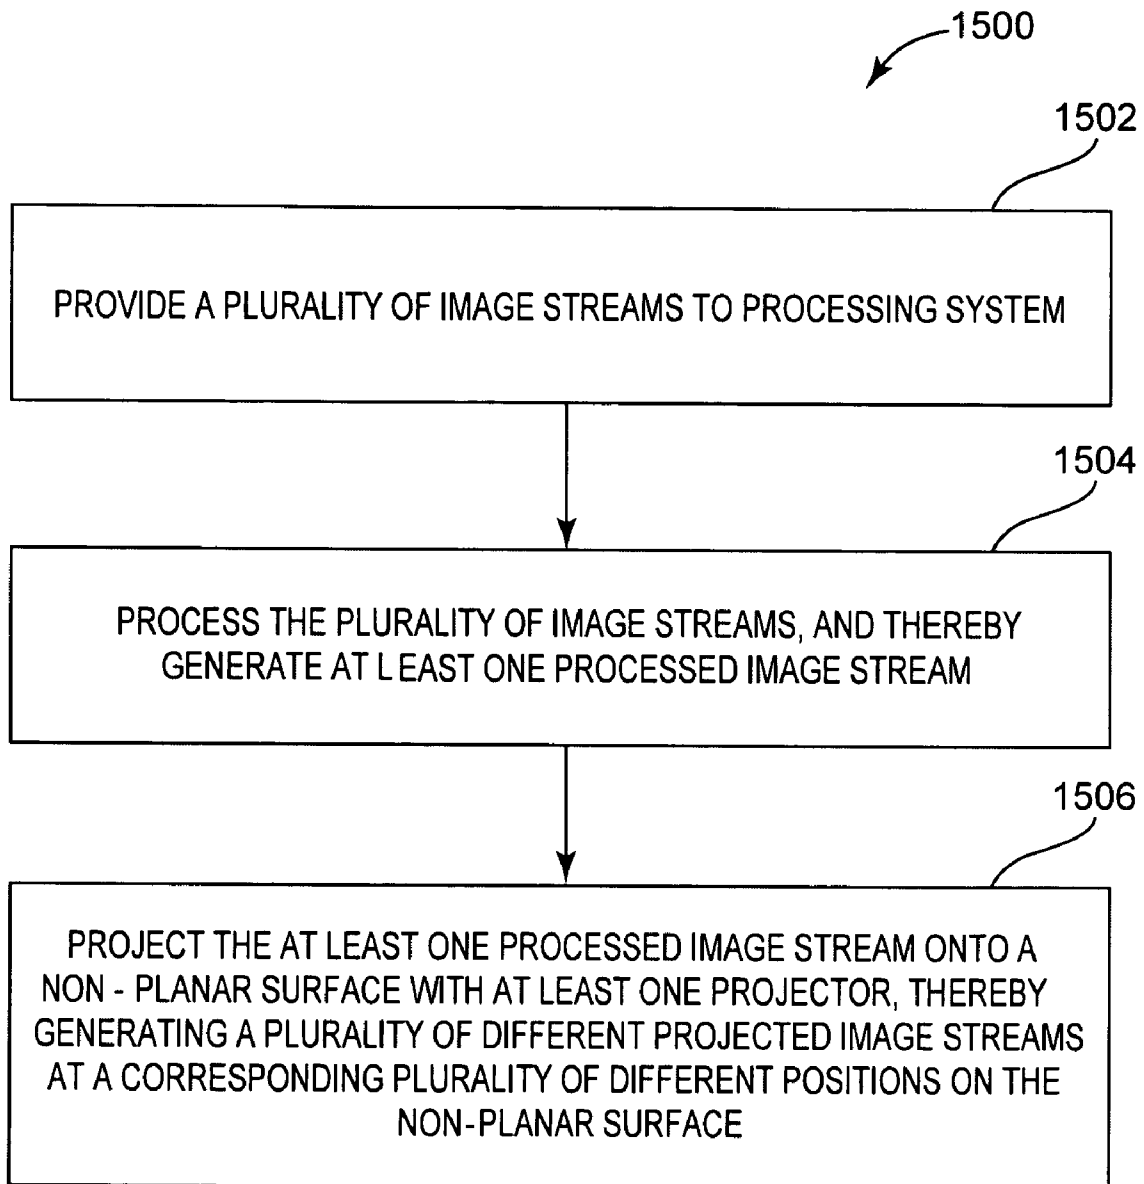 1500
1502
PROVIDE A PLURALITY OF IMAGE STREAMS TO PROCESSING SYSTEM
1504
PROCESS THE PLURALITY OF IMAGE STREAMS, AND THEREBY
GENERATE AT LEAST ONE PROCESSED IMAGE STREAM
1506
PROJECT THE AT LEAST ONE PROCESSED IMAGE STREAM ONTO A
NON - PLANAR SURFACE WITH AT LEAST ONE PROJECTOR, THEREBY
GENERATING A PLURALITY OF DIFFERENT PROJECTED IMAGE STREAMS
AT A CORRESPONDING PLURALITY OF DIFFERENT POSITIONS ON THE
NON-PLANAR SURFACE